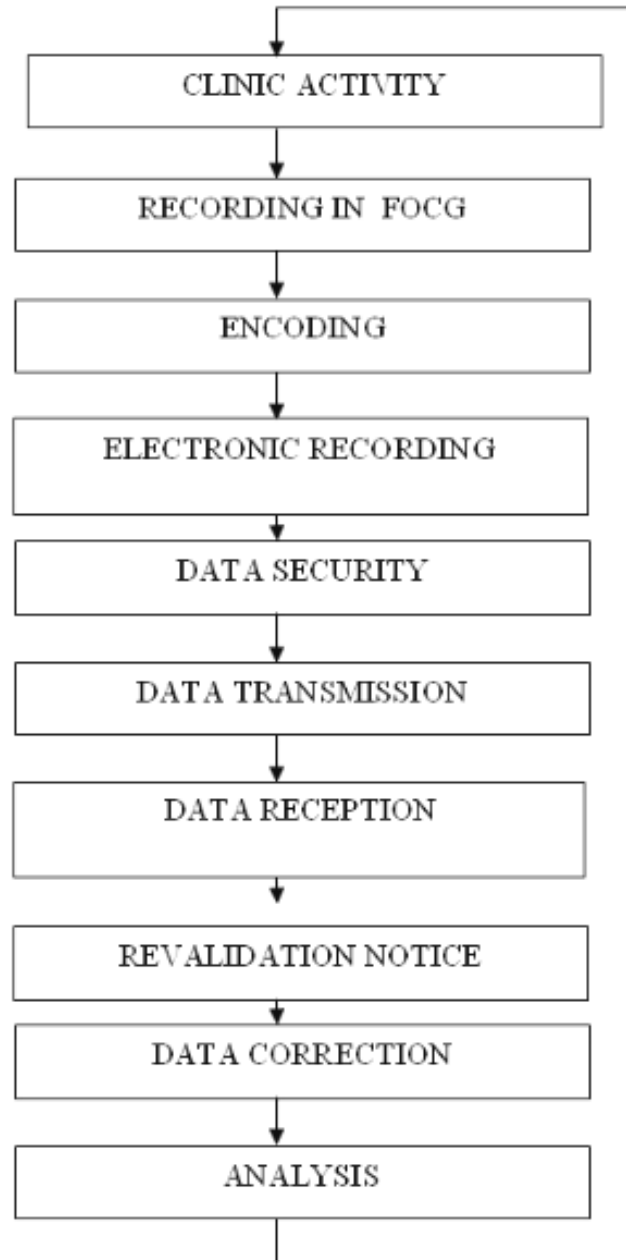 CLINIC ACTIVITY
RECORDING IN FOCG
ENCODING
ELECTRONIC RECORDING
DATA SECURITY
DATA TRANSMISSION
DATA RECEPTION
REVALIDATION NOTICE
DATA CORRECTION
ANALYSIS